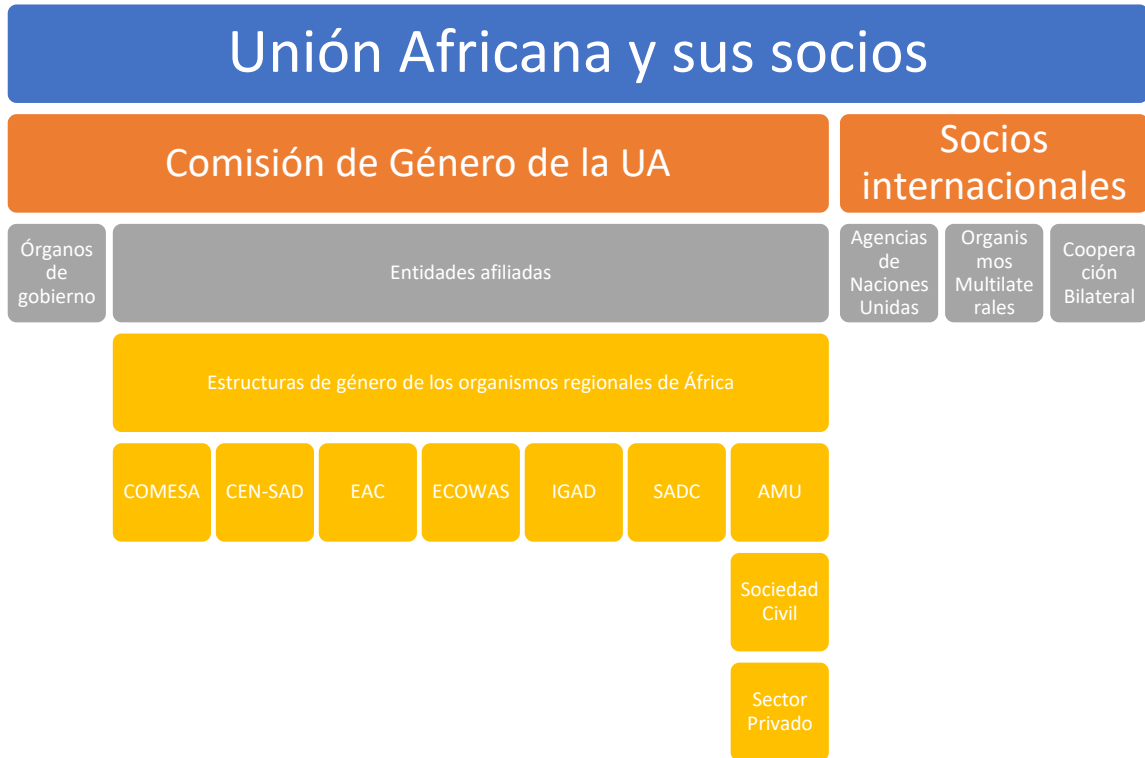 Unión Africana y sus socios
Comisión de Género de la UA
Socios
internacionales
Órganos
de
gobierno
Entidades afiliadas
Agencias
de
Naciones
Unidas
Organis
mos
Multilate
rales
Coopera
ción
Bilateral
Estructuras de género de los organismos regionales de África
COMESA
CEN-SAD
EAC
ECOWAS
IGAD
SADC
AMU
Sociedad
Civil
Sector
Privado